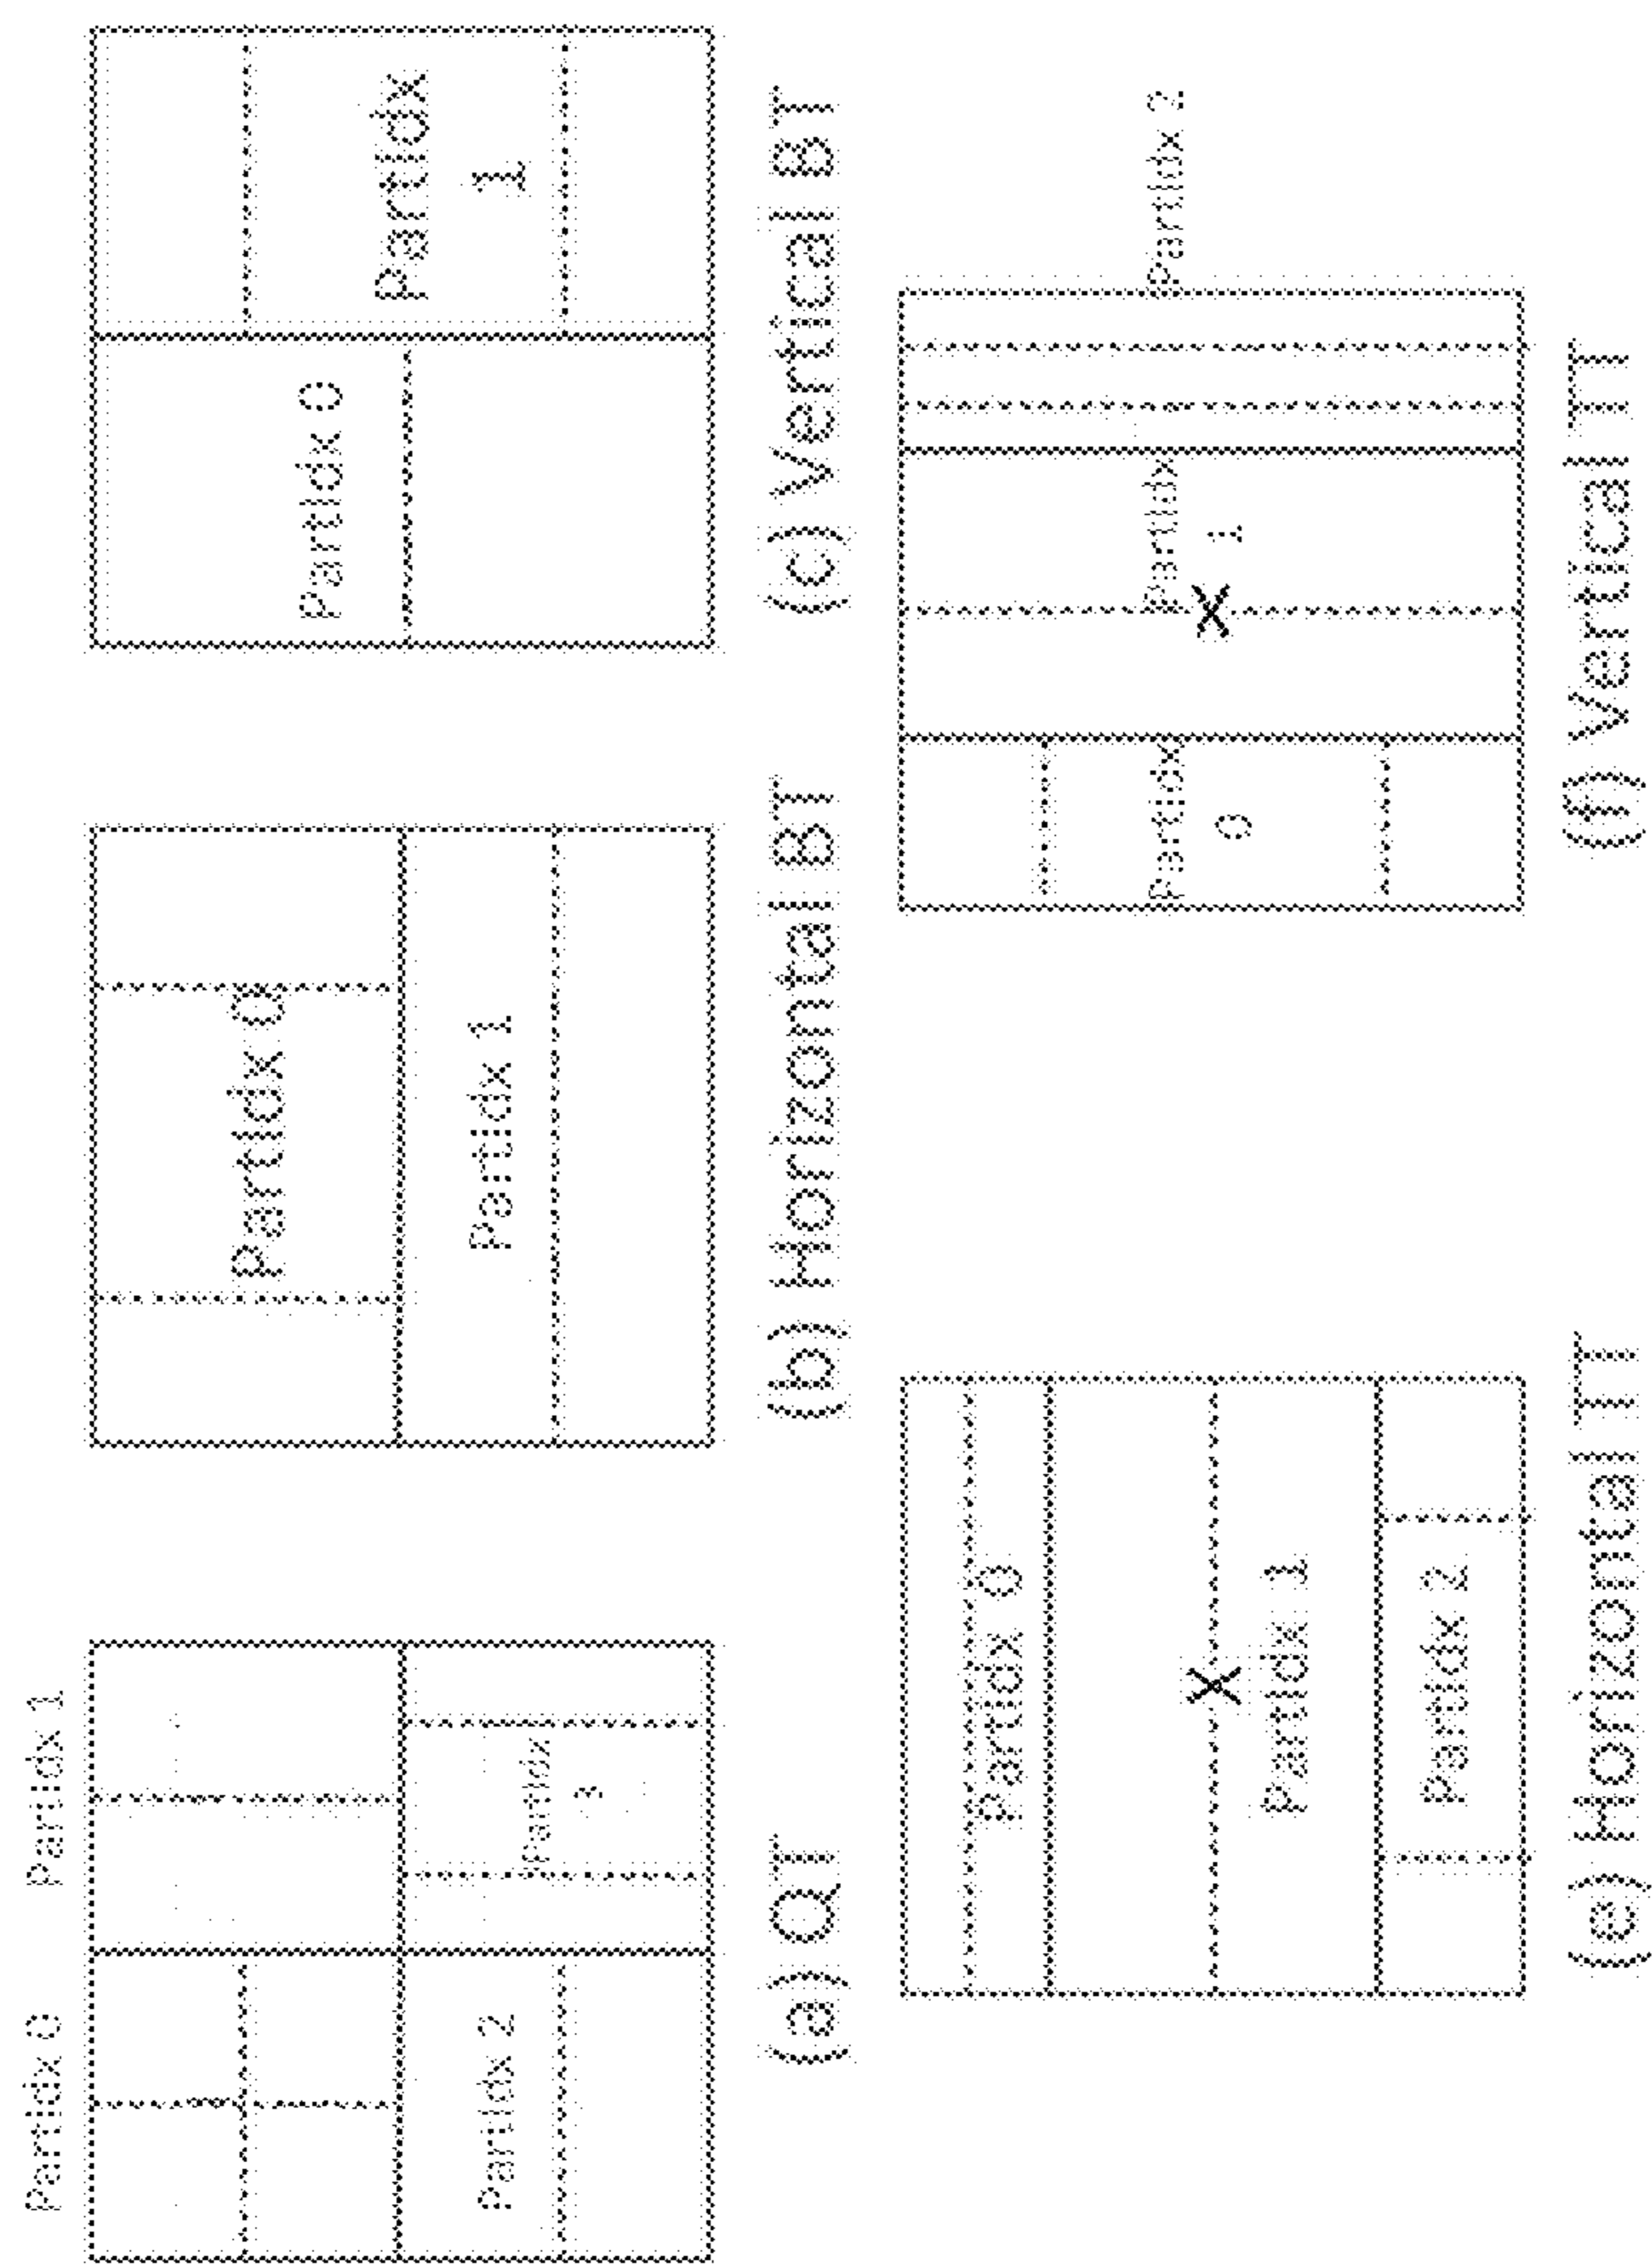 PartIdx 0
PartIdx 1
PartIdx 2
PartIdx
3
(a) QT
PartIdx 0
PartIdx 1
(b) Horizontal BT
PartIdx 0
PartIdx
1
(c) Vertical BT
PartIdx 0
PartIdx 1
PartIdx 2
(e) Horizontal TT
PartIdx
0
PartIdx
1
PartIdx 2
(f) Vertical TT